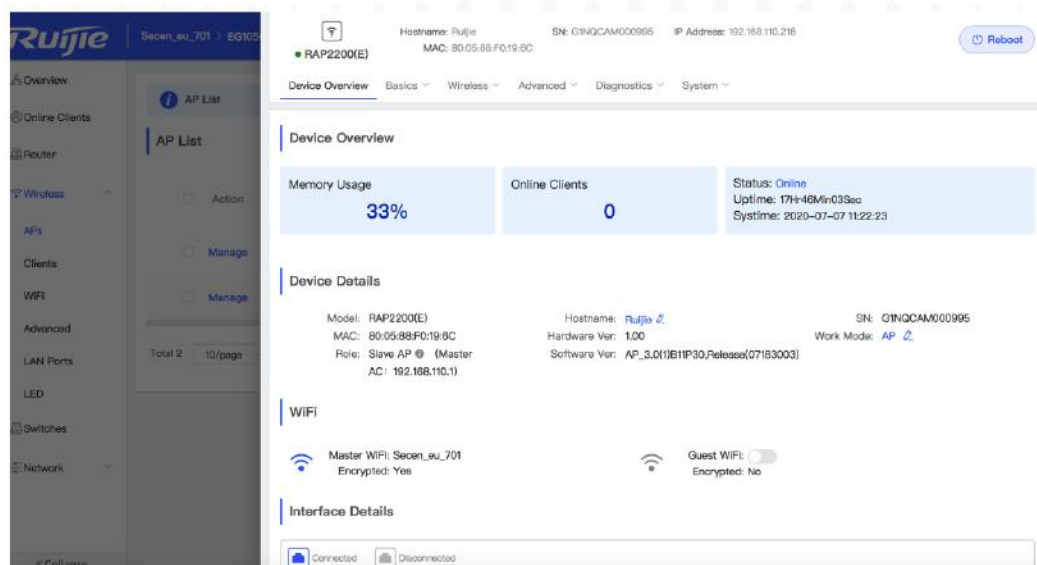 Ruijie
Secen_eu_701 > EG105
RAP2200(E)
Hostname: Ruijie
MAC: 80:05:88:F0:19:6C
SN: G1NQCAM000995
IP Address: 192.168.110.216
Reboot
Device Overview Basics Wireless Advanced Diagnostics System
Overview
Online Clients
Router
Wireless
APs
Clients
WiFi
Advanced
LAN Ports
LED
Switches
Network
Collapse
AP List
AP List
Action
Manage
Manage
Total 2 10/page
Device Overview
Memory Usage
33%
Online Clients
0
Status: Online
Uptime: 17Hr46Min03Sec
Systime: 2020-07-07 11:22:23
Device Details
Model: RAP2200(E)
MAC: 80:05:88:F0:19:6C
Role: Slave AP (Master
AC: 192.168.110.1)
Hostname: Ruijie
Hardware Ver: 1.00
Software Ver: AP_3.0(1)B11P30,Release(07183003)
SN: G1NQCAM000995
Work Mode: AP
WiFi
Master WiFi: Secen_eu_701
Encrypted: Yes
Guest WiFi:
Encrypted: No
Interface Details
Connected Disconnected